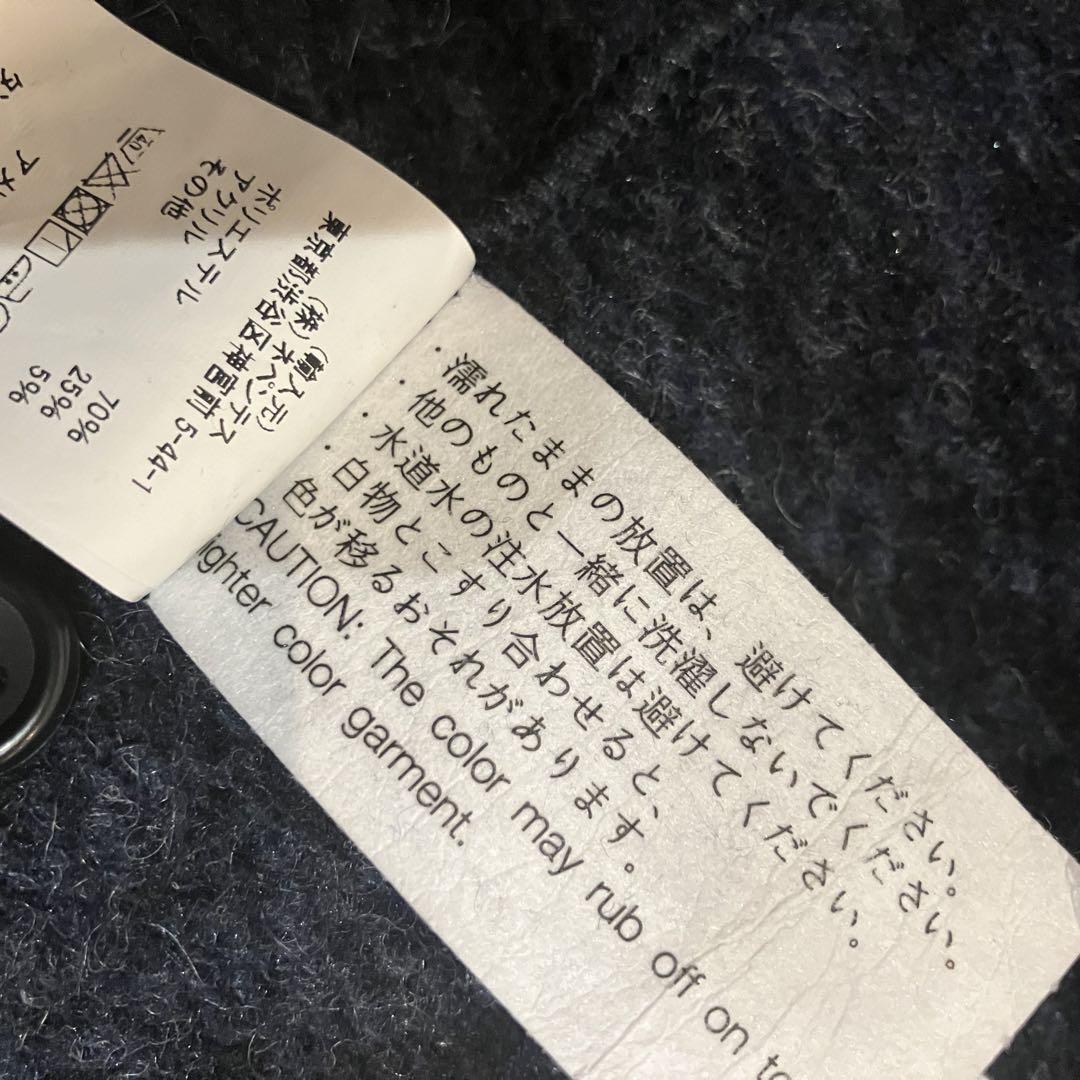 ポリエステル 70%
アクリル 25%
その他 5%
(輸入元)
(株)水木ペンテス
東京都渋谷区神宮前 5-44-1
・濡れたままの放置は、避けてください。
・他のものと一緒に洗濯しないでください。
・水道水の注水放置は避けてください。
・白物とこすり合わせると、
色が移るおそれがあります。
CAUTION: The color may rub off on to
lighter color garment.